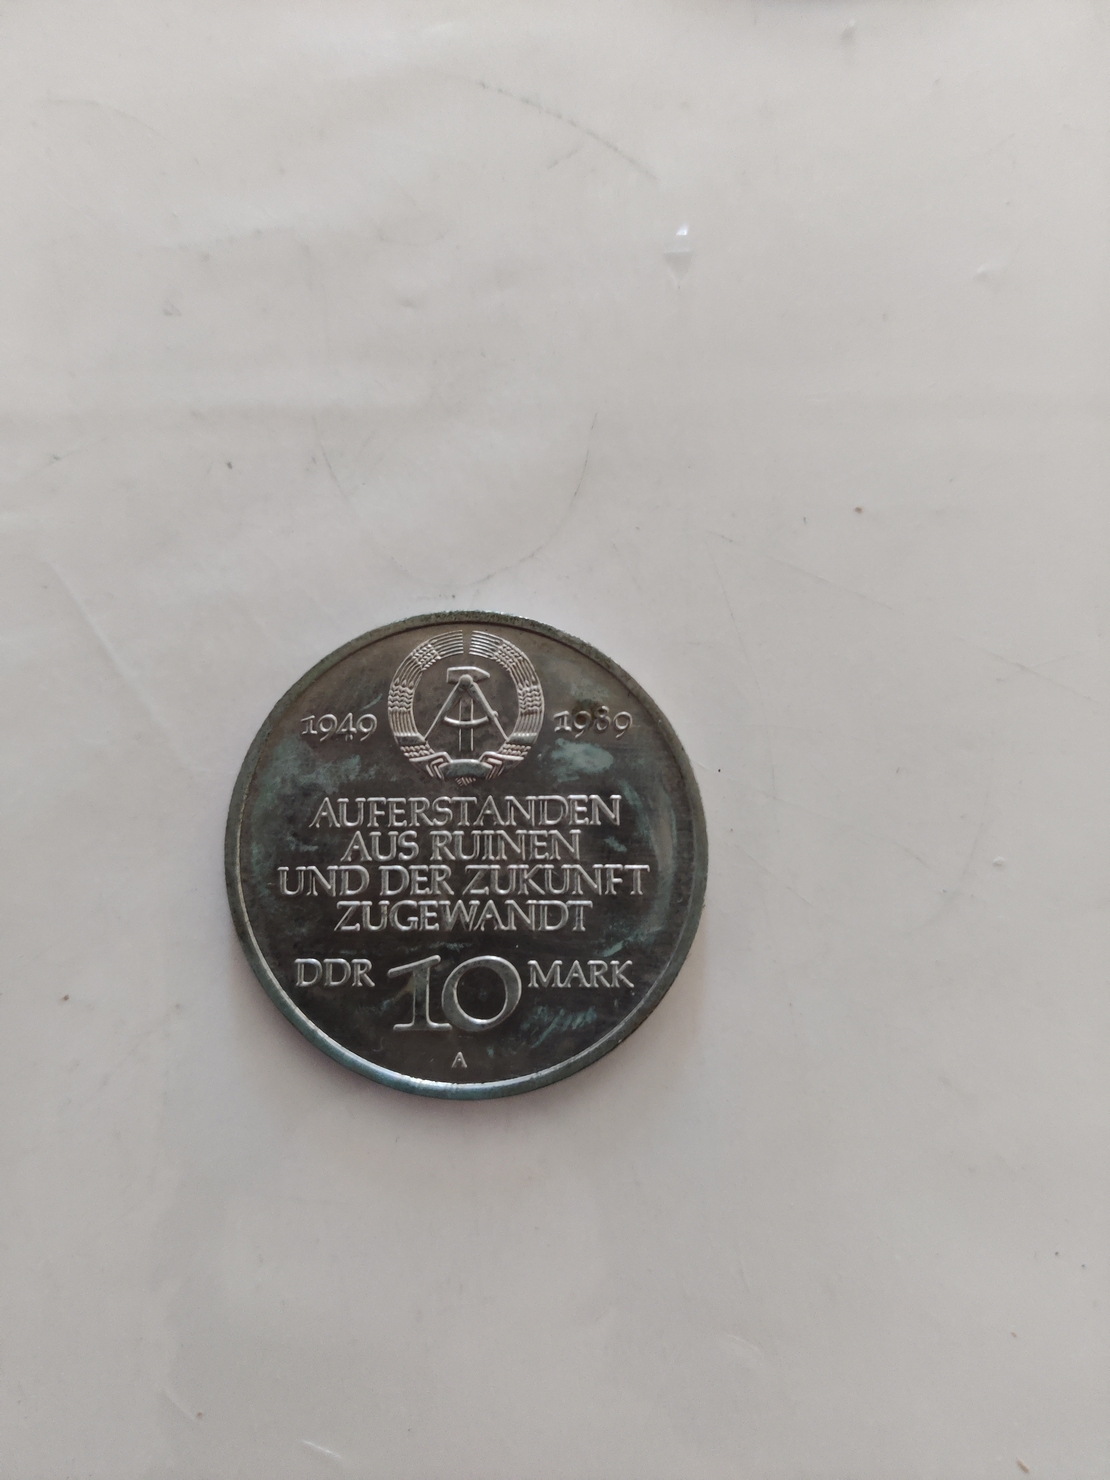 1949 1989
AUFERSTANDEN
AUS RUINEN
UND DER ZUKUNFT
ZUGEWANDT
DDR 10 MARK
A